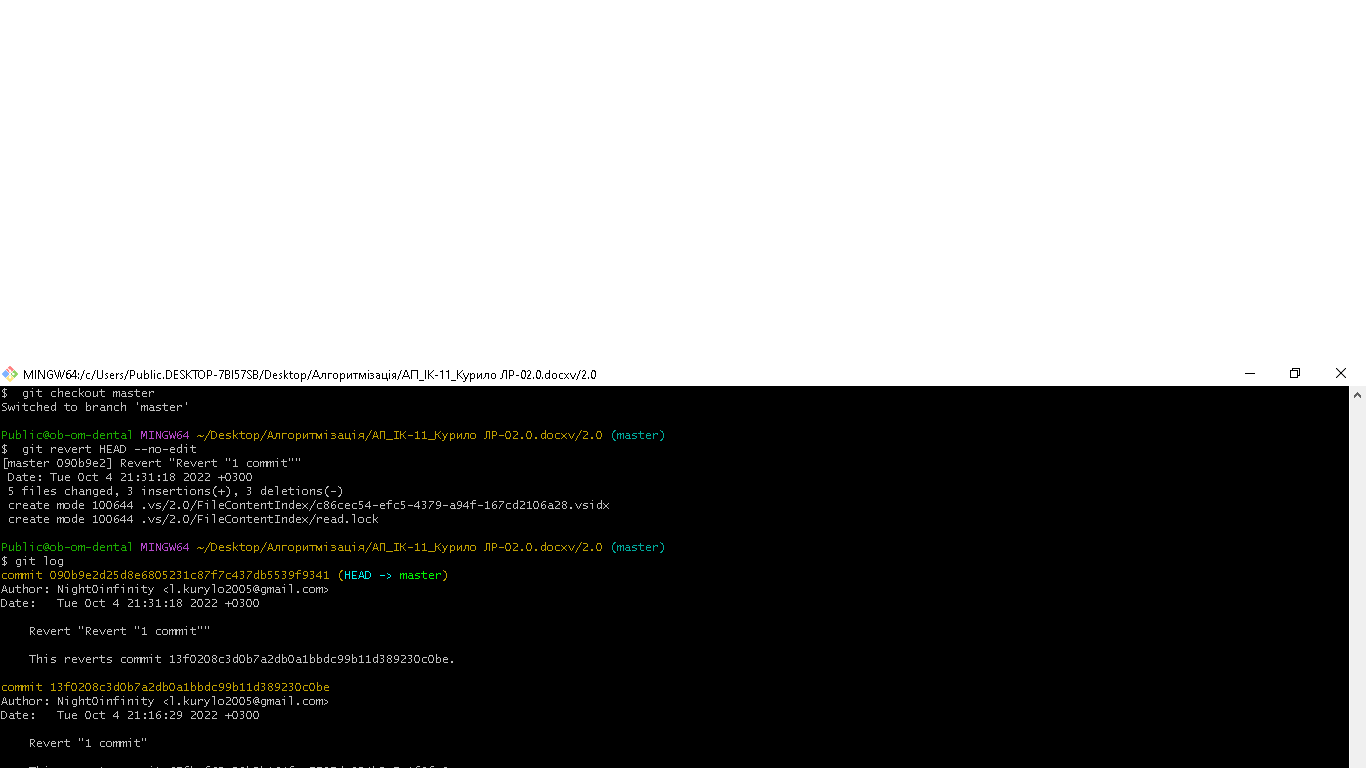 MINGW64:/c/Users/Public.DESKTOP-7BI57SB/Desktop/Алгоритмізація/АП_ІК-11_Курило ЛР-02.0.docxv/2.0
$  git checkout master
Switched to branch 'master'
Public@ob-om-dental MINGW64 ~/Desktop/Алгоритмізація/АП_ІК-11_Курило ЛР-02.0.docxv/2.0 (master)
$  git revert HEAD --no-edit
[master 090b9e2] Revert "Revert "1 commit""
 Date: Tue Oct 4 21:31:18 2022 +0300
 5 files changed, 3 insertions(+), 3 deletions(-)
 create mode 100644 .vs/2.0/FileContentIndex/c86cec54-efc5-4379-a94f-167cd2106a28.vsidx
 create mode 100644 .vs/2.0/FileContentIndex/read.lock
Public@ob-om-dental MINGW64 ~/Desktop/Алгоритмізація/АП_ІК-11_Курило ЛР-02.0.docxv/2.0 (master)
$ git log
commit 090b9e2d25d8e6805231c87f7c437db5539f9341 (HEAD -> master)
Author: NightOinfinity <l.kurylo2005@gmail.com>
Date:   Tue Oct 4 21:31:18 2022 +0300
    Revert "Revert "1 commit""
    This reverts commit 13f0208c3d0b7a2db0a1bbdc99b11d389230c0be.
commit 13f0208c3d0b7a2db0a1bbdc99b11d389230c0be
Author: NightOinfinity <l.kurylo2005@gmail.com>
Date:   Tue Oct 4 21:16:29 2022 +0300
    Revert "1 commit"